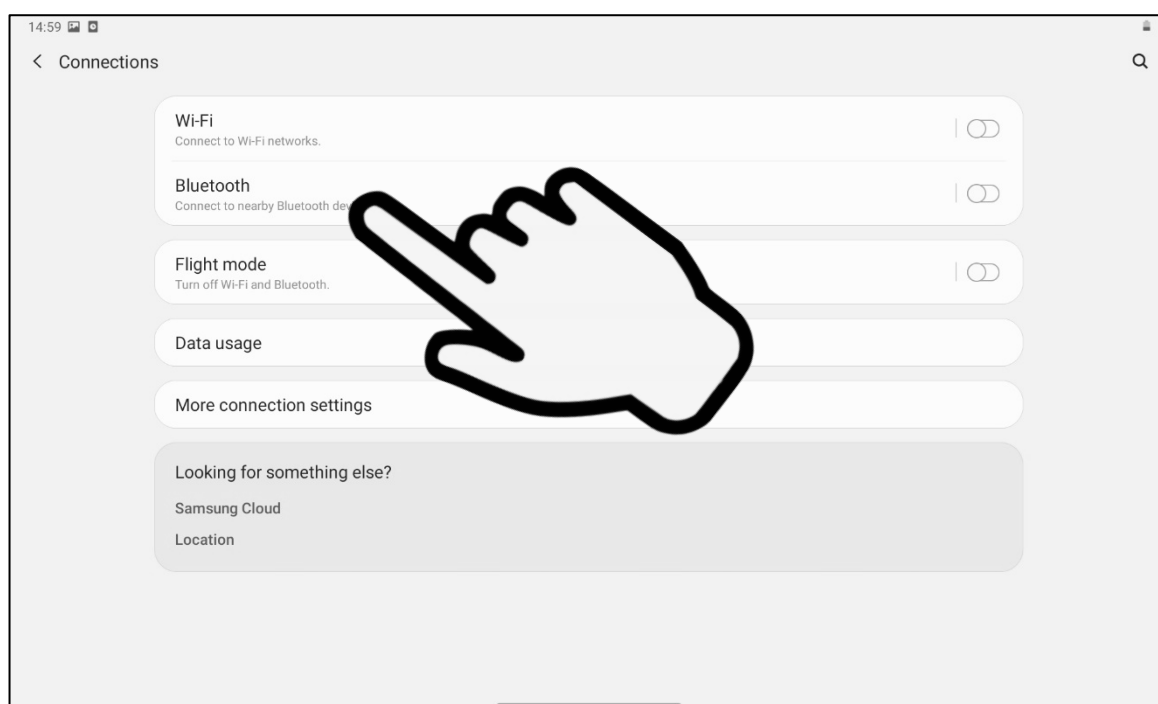 14:59
Connections
Wi-Fi
Connect to Wi-Fi networks.
Bluetooth
Connect to nearby Bluetooth
Flight mode
Turn off Wi-Fi and Bluetooth.
Data usage
More connection settings
Looking for something else?
Samsung Cloud
Location